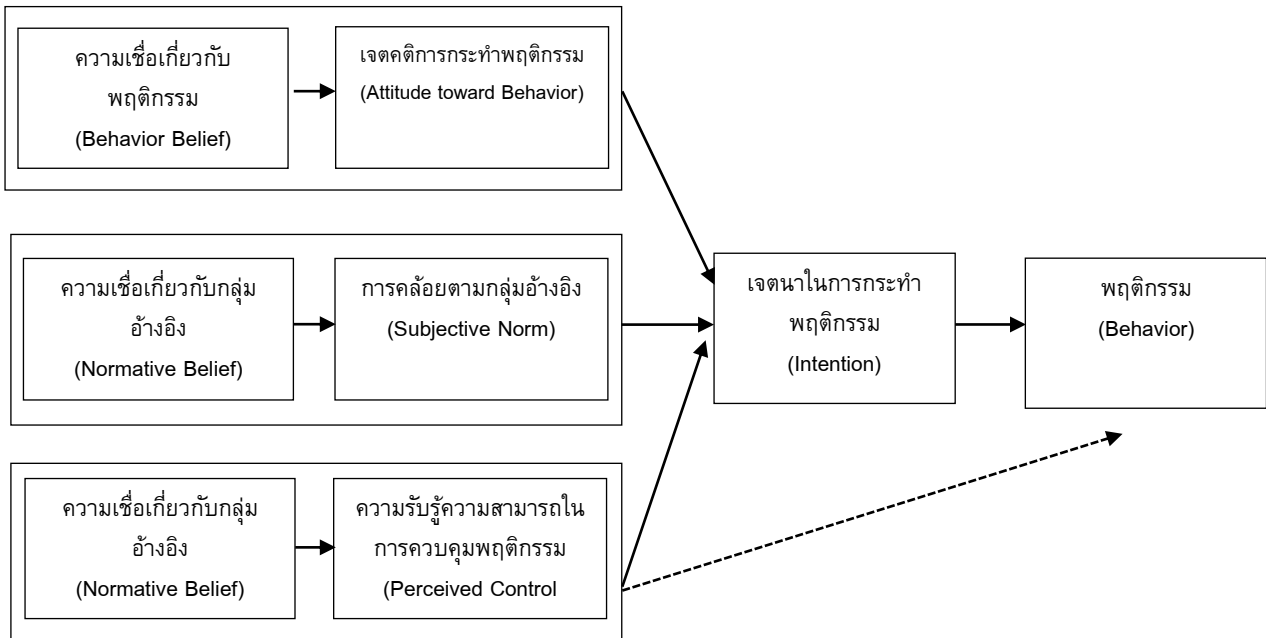 ความเชื่อเกี่ยวกับ
พฤติกรรม
(Behavior Belief)
เจตคติการกระทำพฤติกรรม
(Attitude toward Behavior)
ความเชื่อเกี่ยวกับกลุ่ม
อ้างอิง
(Normative Belief)
การคล้อยตามกลุ่มอ้างอิง
(Subjective Norm)
เจตนาในการกระทำ
พฤติกรรม
(Intention)
พฤติกรรม
(Behavior)
ความเชื่อเกี่ยวกับกลุ่ม
อ้างอิง
(Normative Belief)
ความรับรู้ความสามารถใน
การควบคุมพฤติกรรม
(Perceived Control